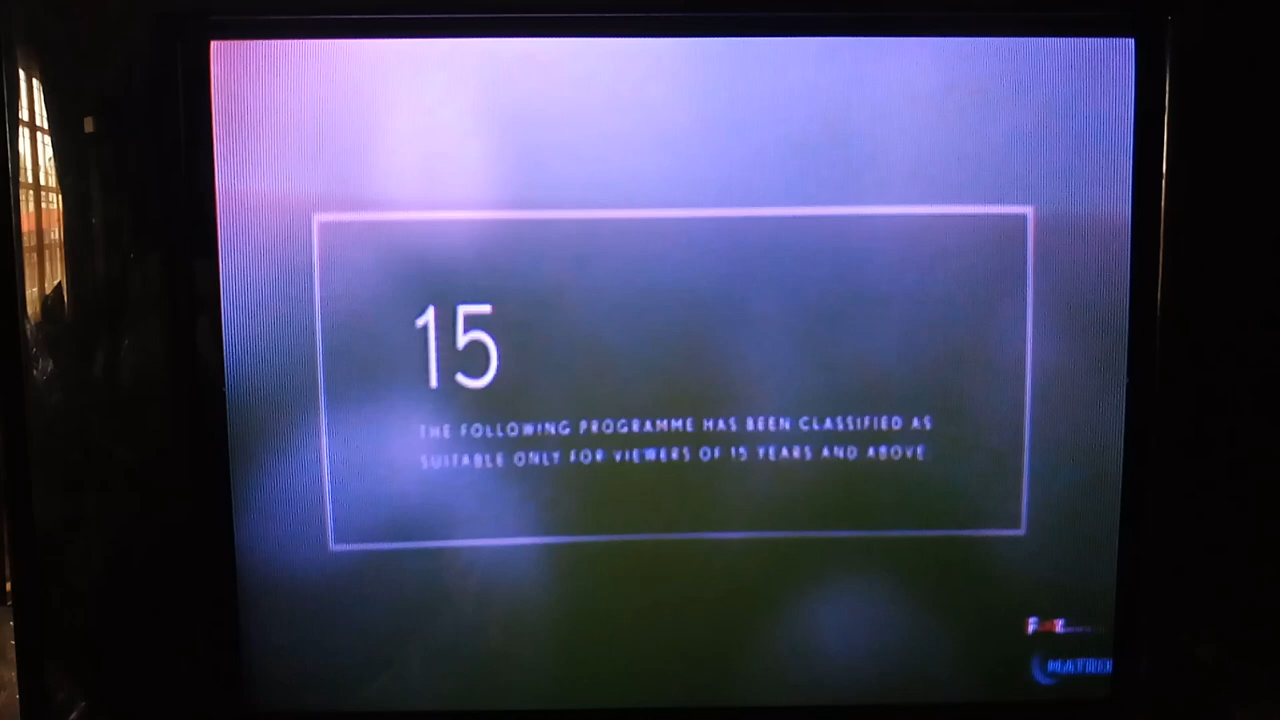 15
THE FOLLOWING PROGRAMME HAS BEEN CLASSIFIED AS
SUITABLE ONLY FOR VIEWERS OF 15 YEARS AND ABOVE